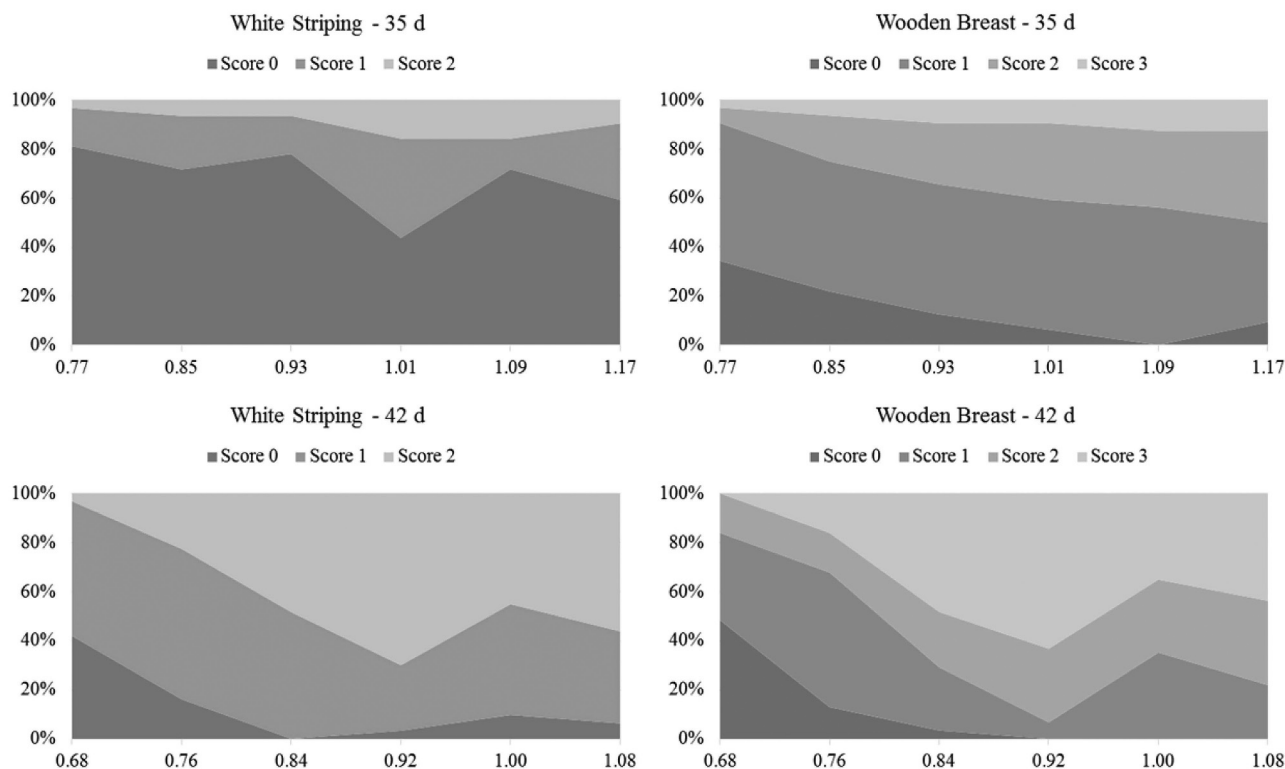 White Striping - 35 d
Score 0 Score 1 Score 2
100%
80%
60%
40%
20%
0%
0.77 0.85 0.93 1.01 1.09 1.17
Wooden Breast - 35 d
Score 0 Score 1 Score 2 Score 3
100%
80%
60%
40%
20%
0%
0.77 0.85 0.93 1.01 1.09 1.17
White Striping - 42 d
Score 0 Score 1 Score 2
100%
80%
60%
40%
20%
0%
0.68 0.76 0.84 0.92 1.00 1.08
Wooden Breast - 42 d
Score 0 Score 1 Score 2 Score 3
100%
80%
60%
40%
20%
0%
0.68 0.76 0.84 0.92 1.00 1.08